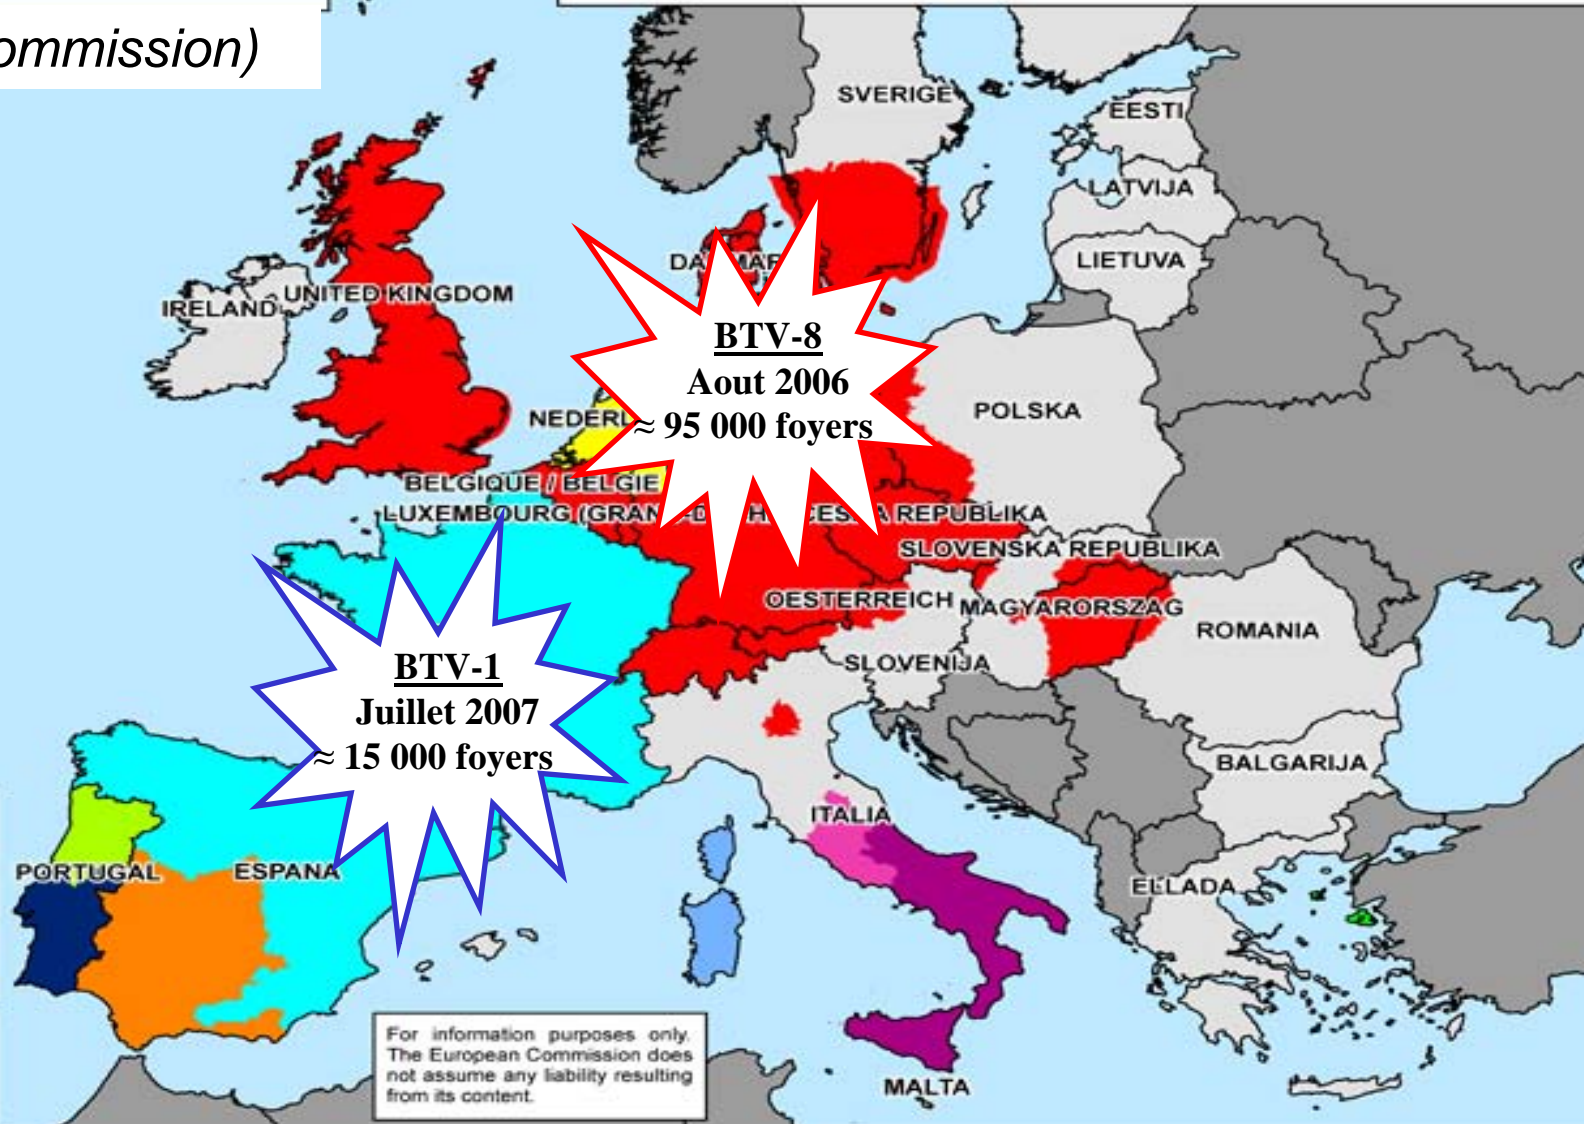 ommission)
SVERIGE
EESTI
LATVIJA
LIETUVA
IRELAND
UNITED KINGDOM
BTV-8
Aout 2006
≈ 95 000 foyers
POLSKA
BELGIQUE / BELGIE
LUXEMBOURG
REPUBLIKA
SLOVENSKA REPUBLIKA
OESTERREICH
MAGYARORSZAG
ROMANIA
SLOVENIJA
BTV-1
Juillet 2007
≈ 15 000 foyers
BALGARIJA
ITALIA
PORTUGAL
ESPANA
ELLADA
For information purposes only.
The European Commission does
not assume any liability resulting
from its content.
MALTA